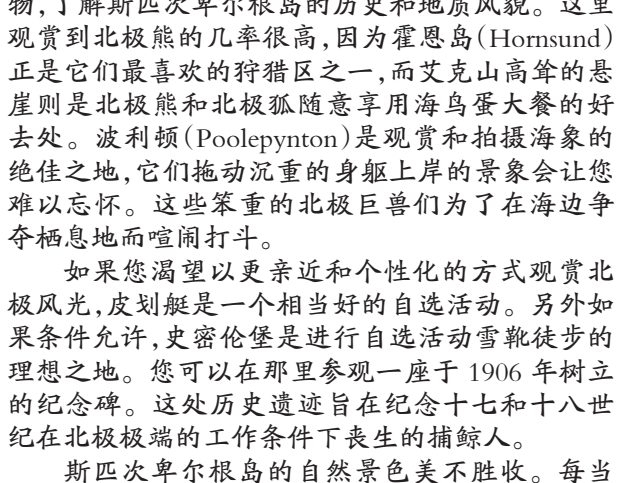 物,了解斯匹次卑尔根岛的历史和地质风貌。这里
观赏到北极熊的几率很高,因为霍恩岛(Hornsund)
正是它们最喜欢的狩猎区之一,而艾克山高耸的悬
崖则是北极熊和北极狐随意享用海鸟蛋大餐的好
去处。波利顿(Poolepynton)是观赏和拍摄海象的
绝佳之地,它们拖动沉重的身躯上岸的景象会让您
难以忘怀。这些笨重的北极巨兽们为了在海边争
夺栖息地而喧闹打斗。
如果您渴望以更亲近和个性化的方式观赏北
极风光,皮划艇是一个相当好的自选活动。另外如
果条件允许,史密伦堡是进行自选活动雪靴徒步的
理想之地。您可以在那里参观一座于 1906 年树立
的纪念碑。这处历史遗迹旨在纪念十七和十八世
纪在北极极端的工作条件下丧生的捕鲸人。
斯匹次卑尔根岛的自然景色美不胜收。每当